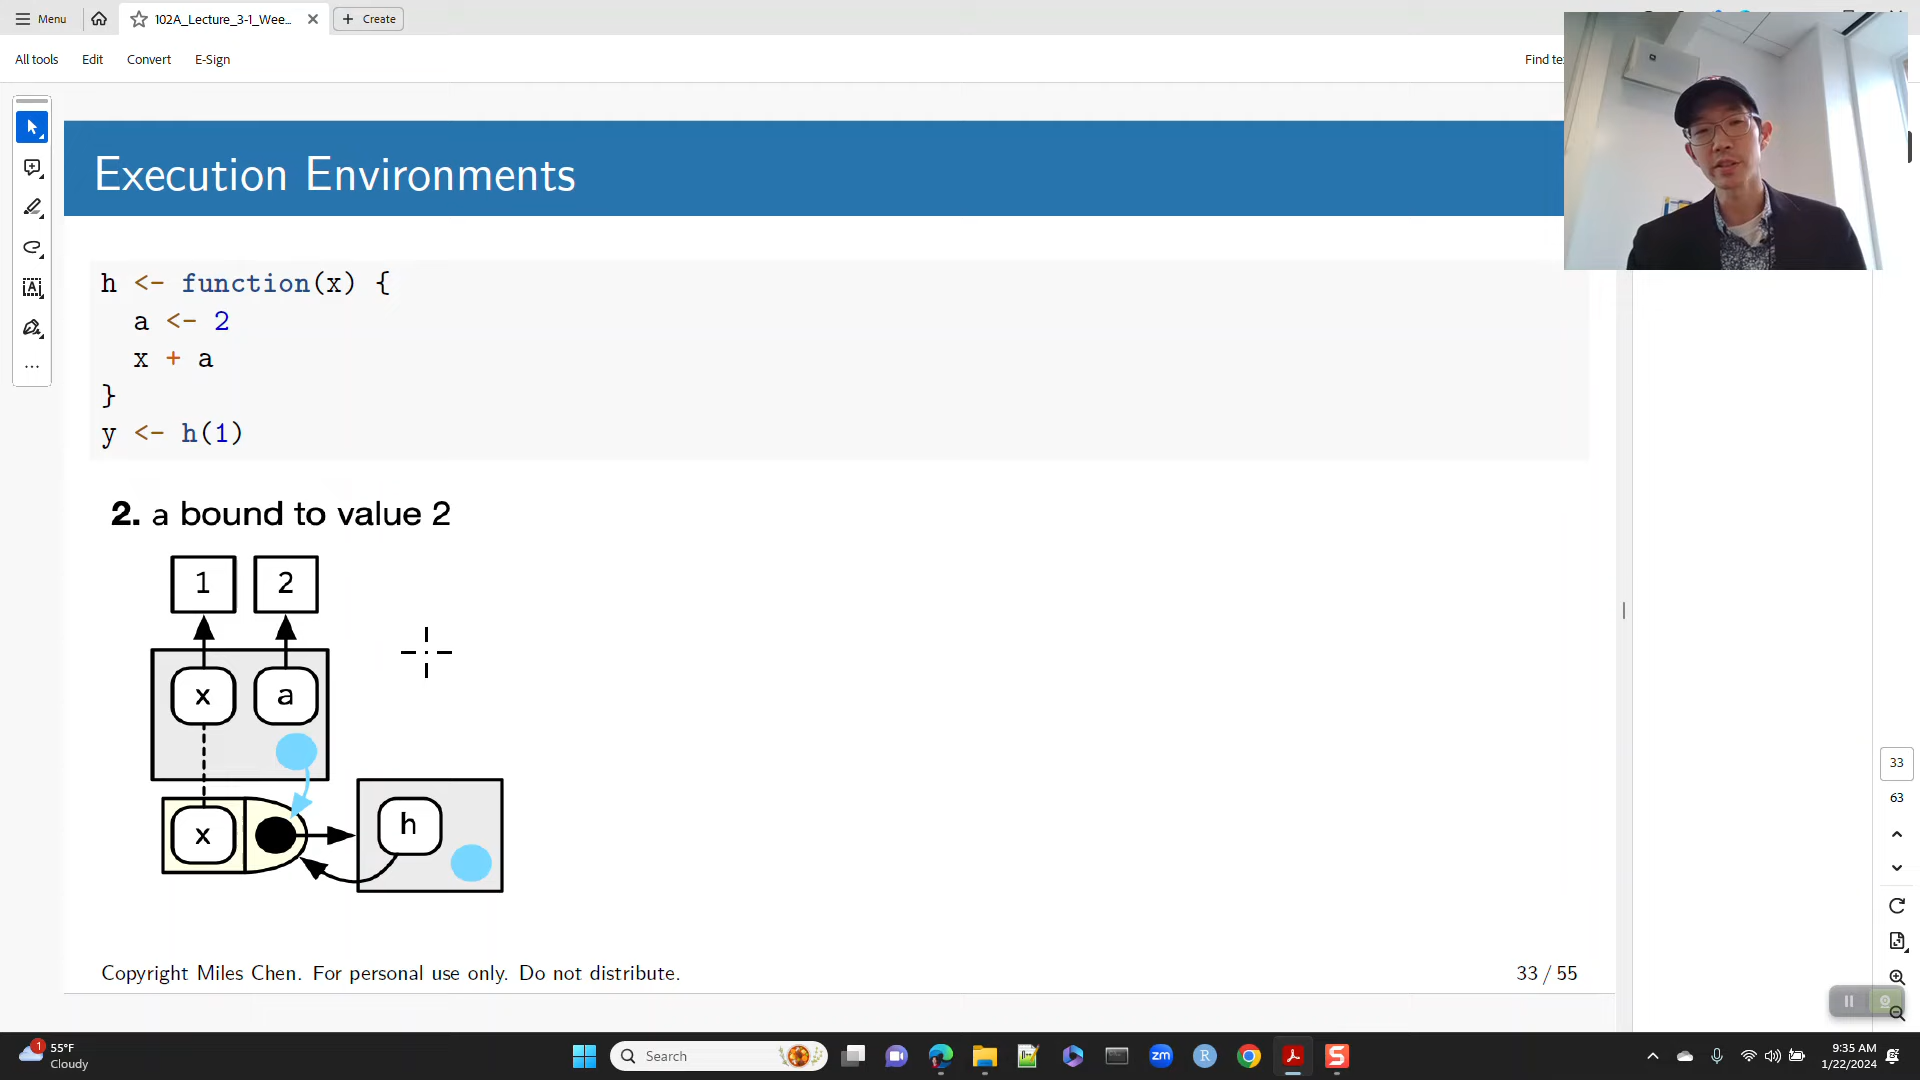 Menu
102A_Lecture_3-1_Wee...
Create
All tools
Edit
Convert
E-Sign
Execution Environments
h <- function(x) {
a <- 2
x + a
}
y <- h(1)
2. a bound to value 2
1
2
x
a
x
h
Copyright Miles Chen. For personal use only. Do not distribute.
33 / 55
33
63
1
55°F
Cloudy
Search
zm
R
S
9:35 AM
1/22/2024